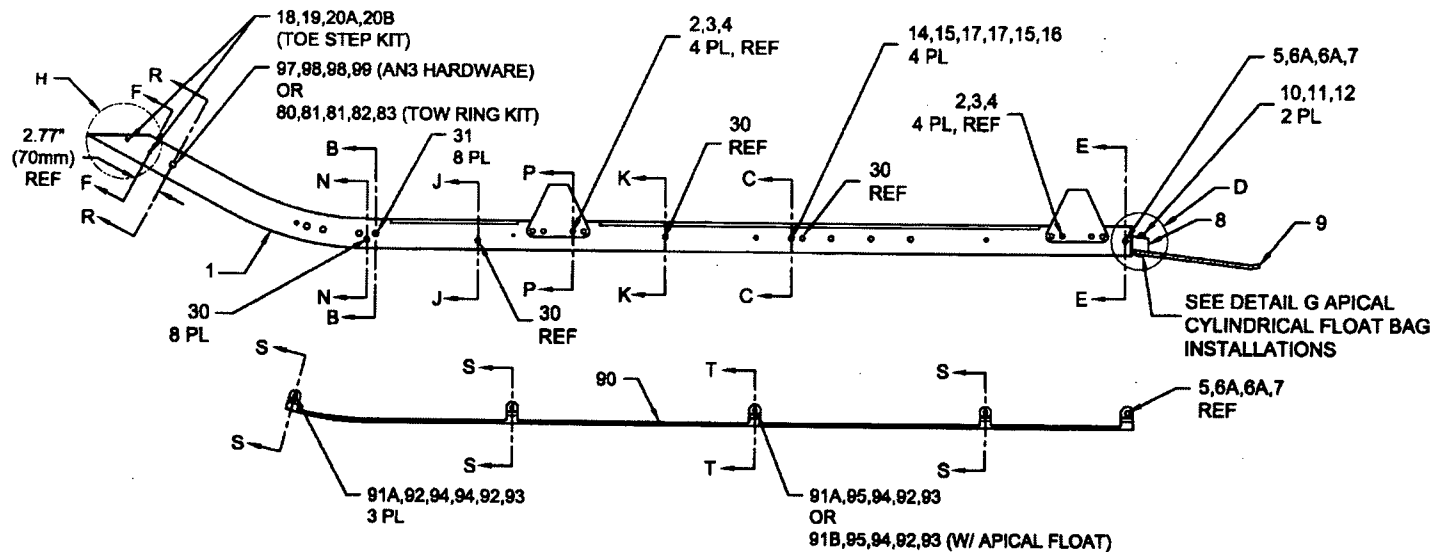 18,19,20A,20B
(TOE STEP KIT)
97,98,98,99 (AN3 HARDWARE)
OR
80,81,81,82,83 (TOW RING KIT)
2,3,4
4 PL, REF
14,15,17,17,15,16
4 PL
5,6A,6A,7
10,11,12
2 PL
2,3,4
4 PL, REF
H
R
F
2.77"
(70mm)
REF
F
R
31
8 PL
30
REF
30
REF
B
N
J
P
K
C
E
D
8
9
1
N
B
J
P
K
C
E
30
8 PL
30
REF
SEE DETAIL G APICAL
CYLINDRICAL FLOAT BAG
INSTALLATIONS
S
S
90
T
S
5,6A,6A,7
REF
S
S
T
S
91A,92,94,94,92,93
3 PL
91A,95,94,92,93
OR
91B,95,94,92,93 (W/ APICAL FLOAT)